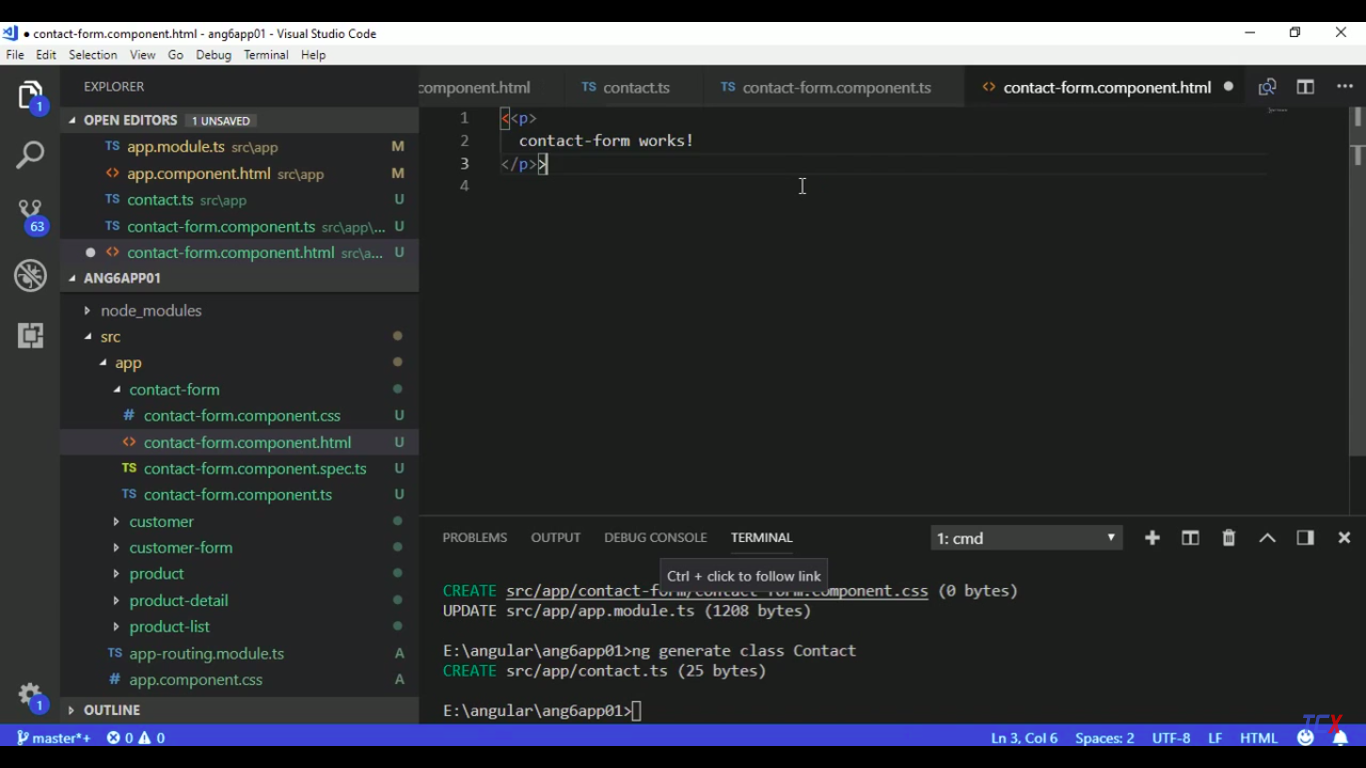 contact-form.component.html - ang6app01 - Visual Studio Code
File Edit Selection View Go Debug Terminal Help
EXPLORER
1
OPEN EDITORS 1 UNSAVED
TS app.module.ts src\app M
<> app.component.html src\app M
TS contact.ts src\app U
TS contact-form.component.ts src\app\... U
<> contact-form.component.html src\a... U
63
ANG6APP01
node_modules
src
app
contact-form
# contact-form.component.css U
<> contact-form.component.html U
TS contact-form.component.spec.ts U
TS contact-form.component.ts U
customer
customer-form
product
product-detail
product-list
TS app-routing.module.ts A
# app.component.css A
1
OUTLINE
component.html TS contact.ts TS contact-form.component.ts <> contact-form.component.html
1 <<p>
2 contact-form works!
3 </p>>
4
PROBLEMS OUTPUT DEBUG CONSOLE TERMINAL 1: cmd
Ctrl + click to follow link
CREATE src/app/contact-form/contact-form.component.css (0 bytes)
UPDATE src/app/app.module.ts (1208 bytes)
E:\angular\ang6app01>ng generate class Contact
CREATE src/app/contact.ts (25 bytes)
E:\angular\ang6app01>
TCX
master*+ 0 0 Ln 3, Col 6 Spaces: 2 UTF-8 LF HTML